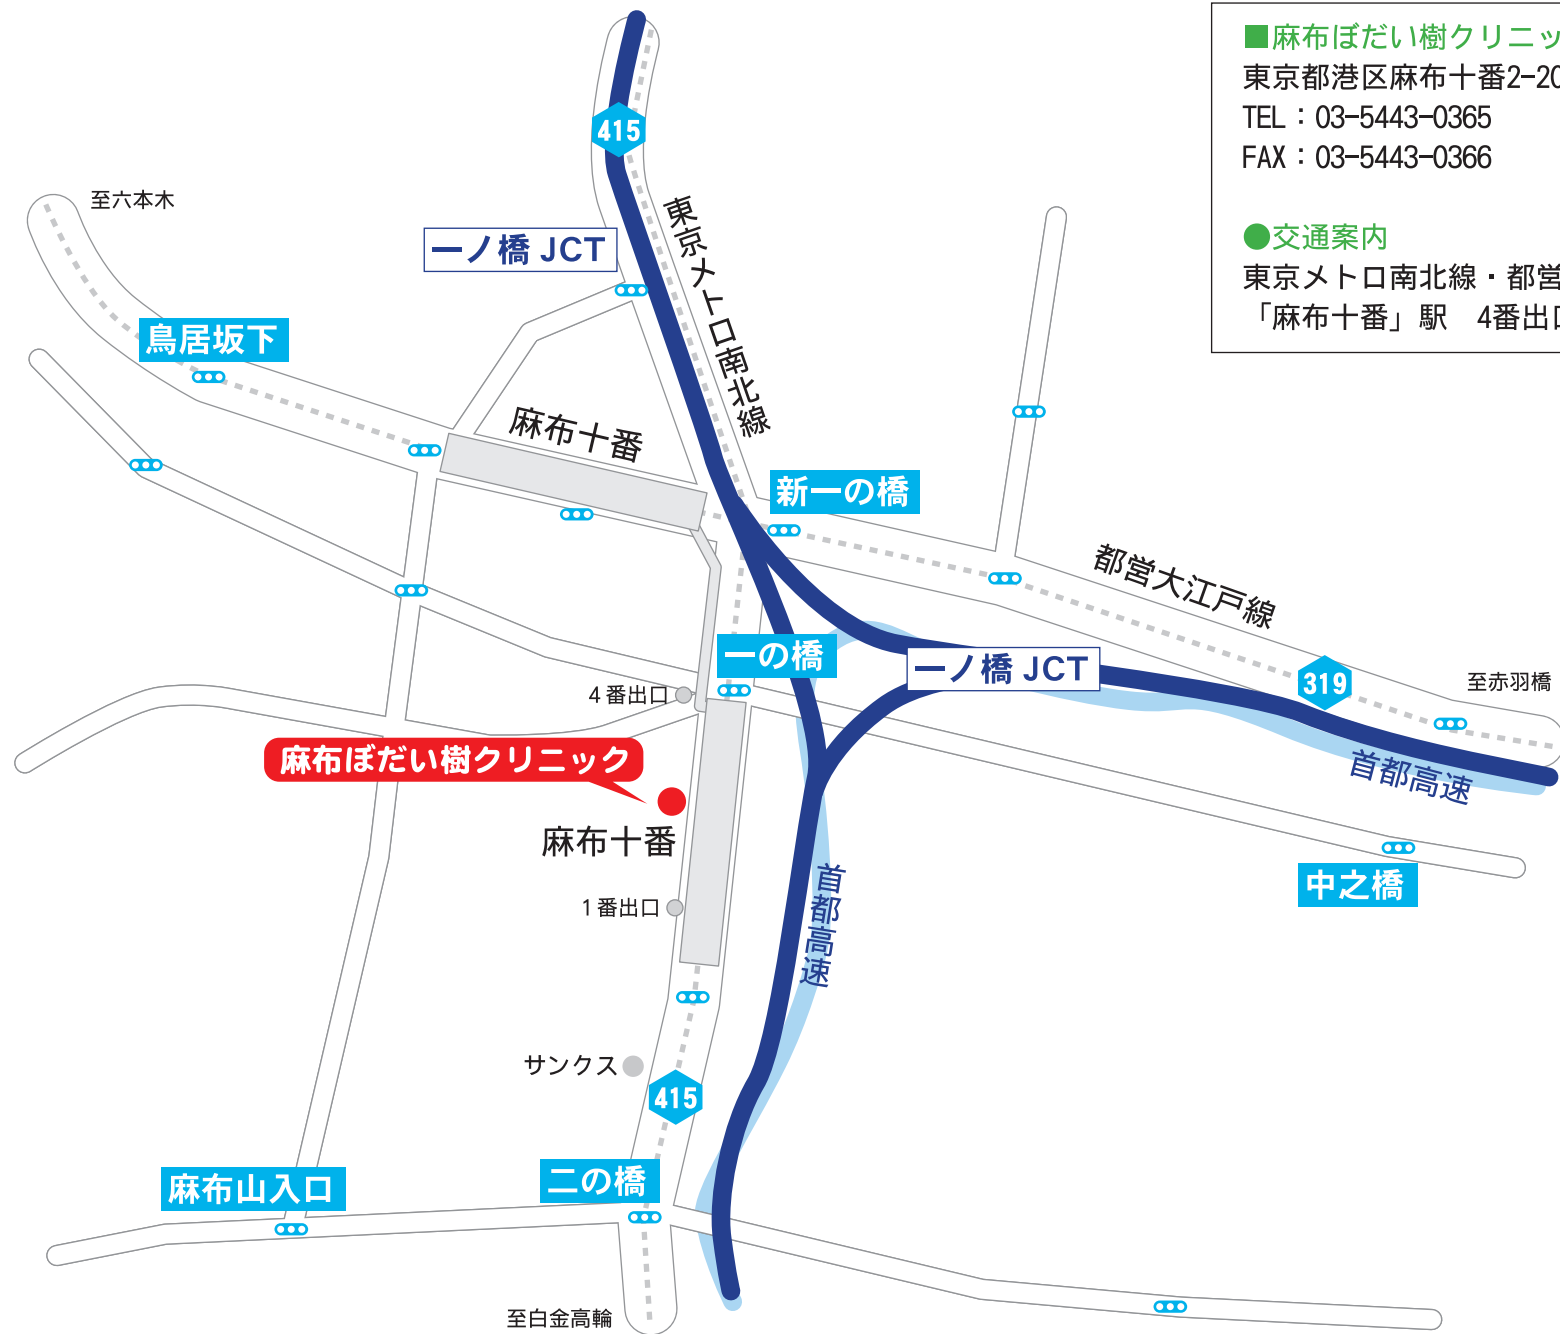 ■麻布ぼだい樹クリニッ
東京都港区麻布十番2-20
TEL：03-5443-0365
FAX：03-5443-0366
●交通案内
東京メトロ南北線・都営
「麻布十番」駅　4番出口
415
至六本木
一ノ橋 JCT
東京メトロ南北線
鳥居坂下
麻布十番
新一の橋
都営大江戸線
一の橋
一ノ橋 JCT
319
至赤羽橋
4番出口
麻布ぼだい樹クリニック
首都高速
麻布十番
中之橋
1番出口
首都高速
サンクス
415
麻布山入口
二の橋
至白金高輪